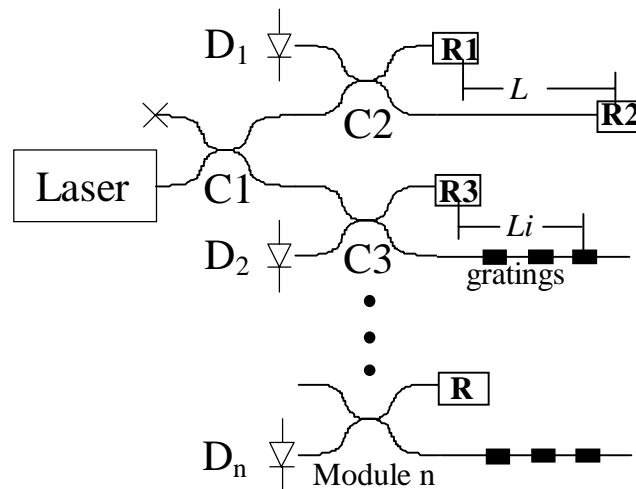 D1
R1
L
R2
C2
Laser
C1
R3
Li
D2
C3
gratings
R
Dn
Module n